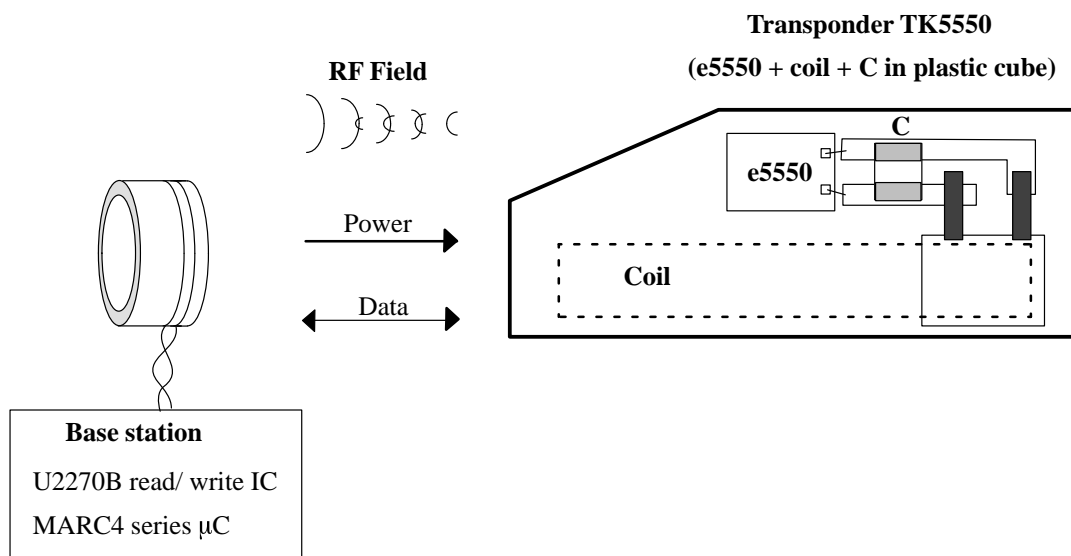 Transponder TK5550
(e5550 + coil + C in plastic cube)
RF Field
C
e5550
Power
Coil
Data
Base station
U2270B read/ write IC
MARC4 series µC